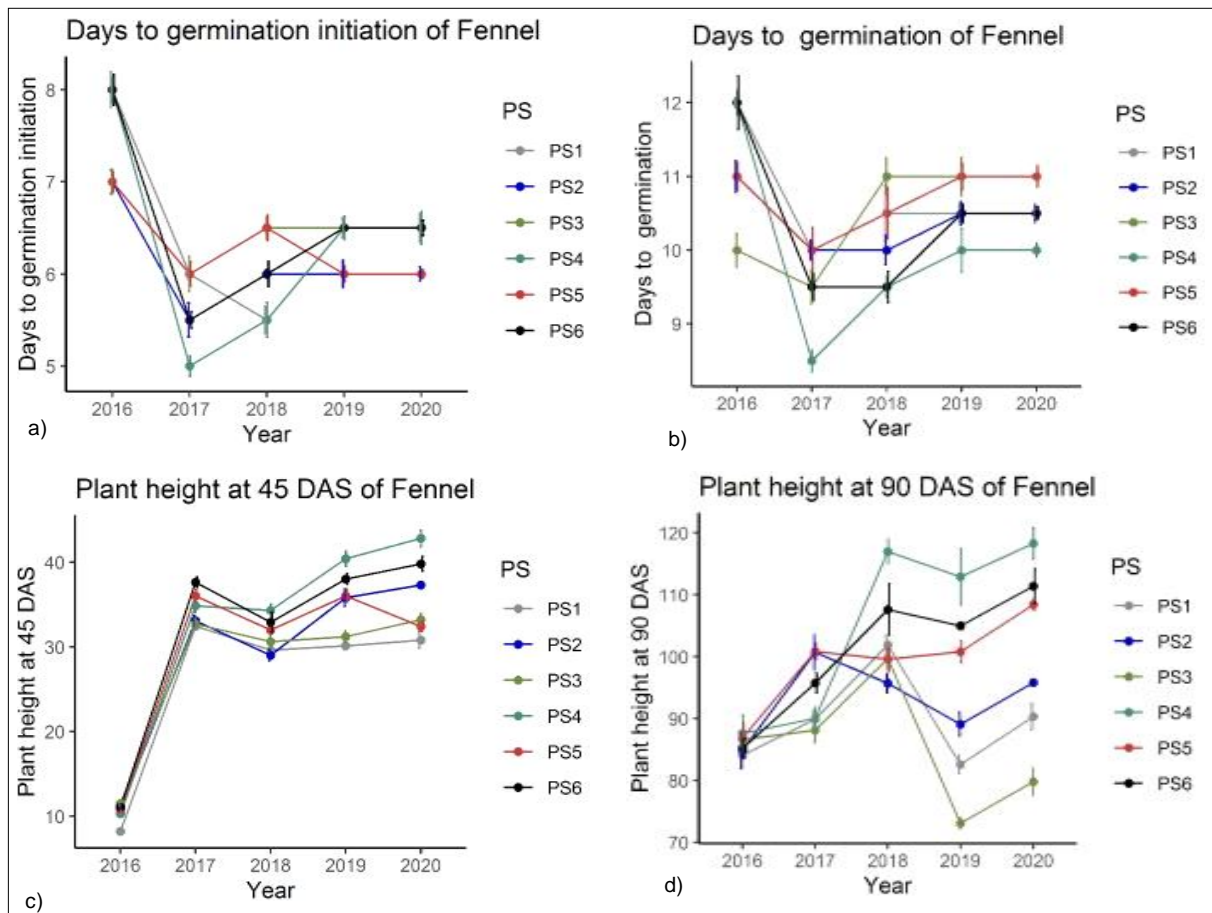 Days to germination initiation of Fennel
Days to germination initiation
8
7
6
5
2016 2017 2018 2019 2020
Year
PS
PS1
PS2
PS3
PS4
PS5
PS6
a)
Days to germination of Fennel
Days to germination
12
11
10
9
2016 2017 2018 2019 2020
Year
PS
PS1
PS2
PS3
PS4
PS5
PS6
b)
Plant height at 45 DAS of Fennel
Plant height at 45 DAS
40
30
20
10
2016 2017 2018 2019 2020
Year
PS
PS1
PS2
PS3
PS4
PS5
PS6
c)
Plant height at 90 DAS of Fennel
Plant height at 90 DAS
120
110
100
90
80
70
2016 2017 2018 2019 2020
Year
PS
PS1
PS2
PS3
PS4
PS5
PS6
d)